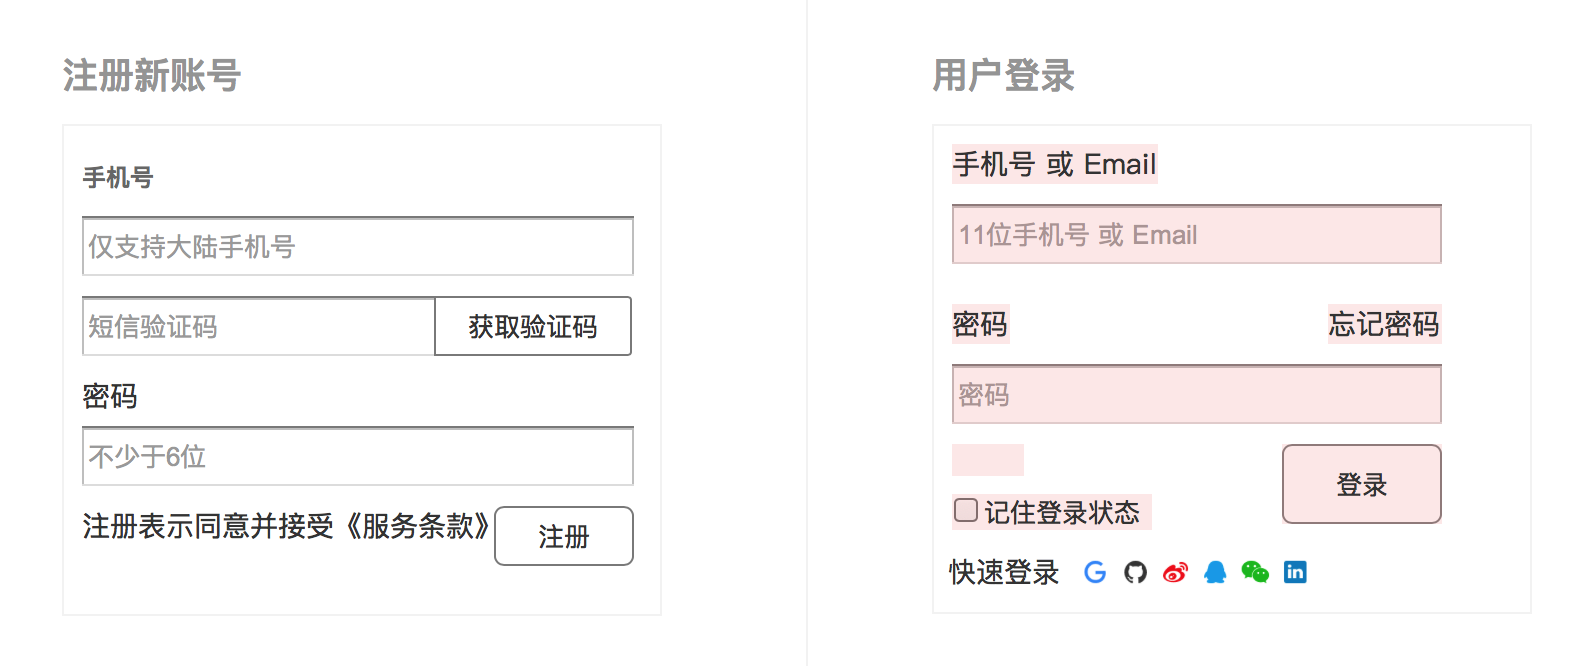 注册新账号
手机号
仅支持大陆手机号
短信验证码 获取验证码
密码
不少于6位
注册表示同意并接受《服务条款》 注册
用户登录
手机号 或 Email
11位手机号 或 Email
密码 忘记密码
密码
登录
记住登录状态
快速登录